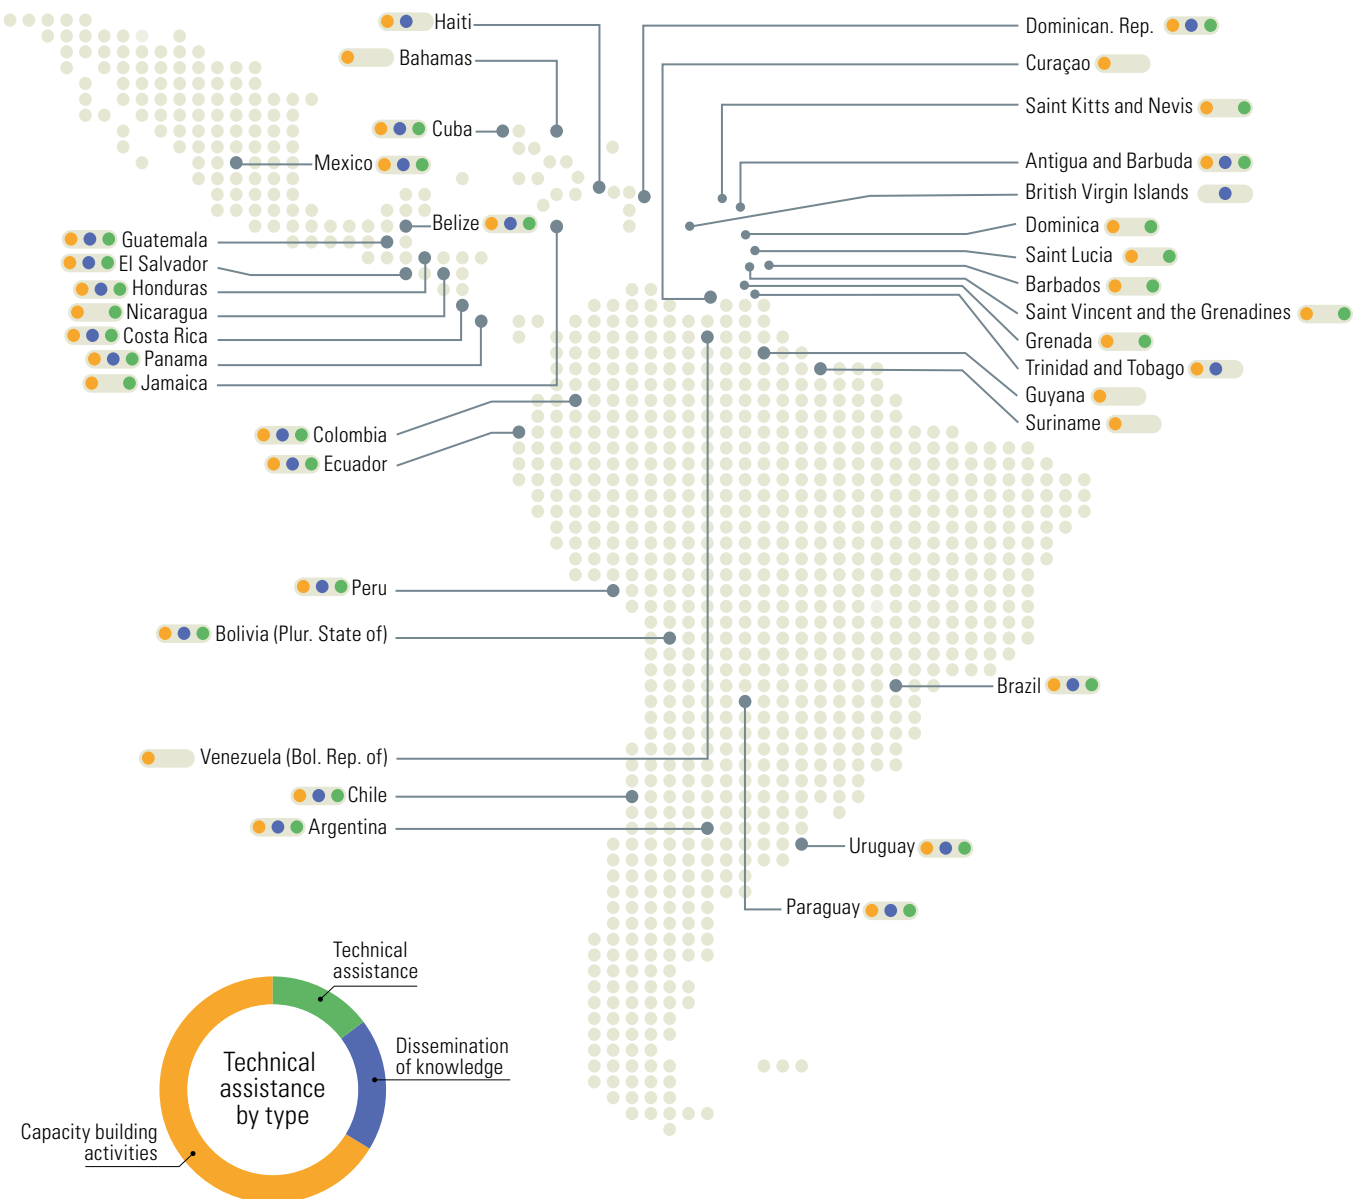 Haiti
Bahamas
Cuba
Mexico
Belize
Guatemala
El Salvador
Honduras
Nicaragua
Costa Rica
Panama
Jamaica
Colombia
Ecuador
Peru
Bolivia (Plur. State of)
Venezuela (Bol. Rep. of)
Chile
Argentina
Dominican. Rep.
Curaçao
Saint Kitts and Nevis
Antigua and Barbuda
British Virgin Islands
Dominica
Saint Lucia
Barbados
Saint Vincent and the Grenadines
Grenada
Trinidad and Tobago
Guyana
Suriname
Brazil
Uruguay
Paraguay
Technical
assistance
Dissemination
of knowledge
Technical
assistance
by type
Capacity building
activities